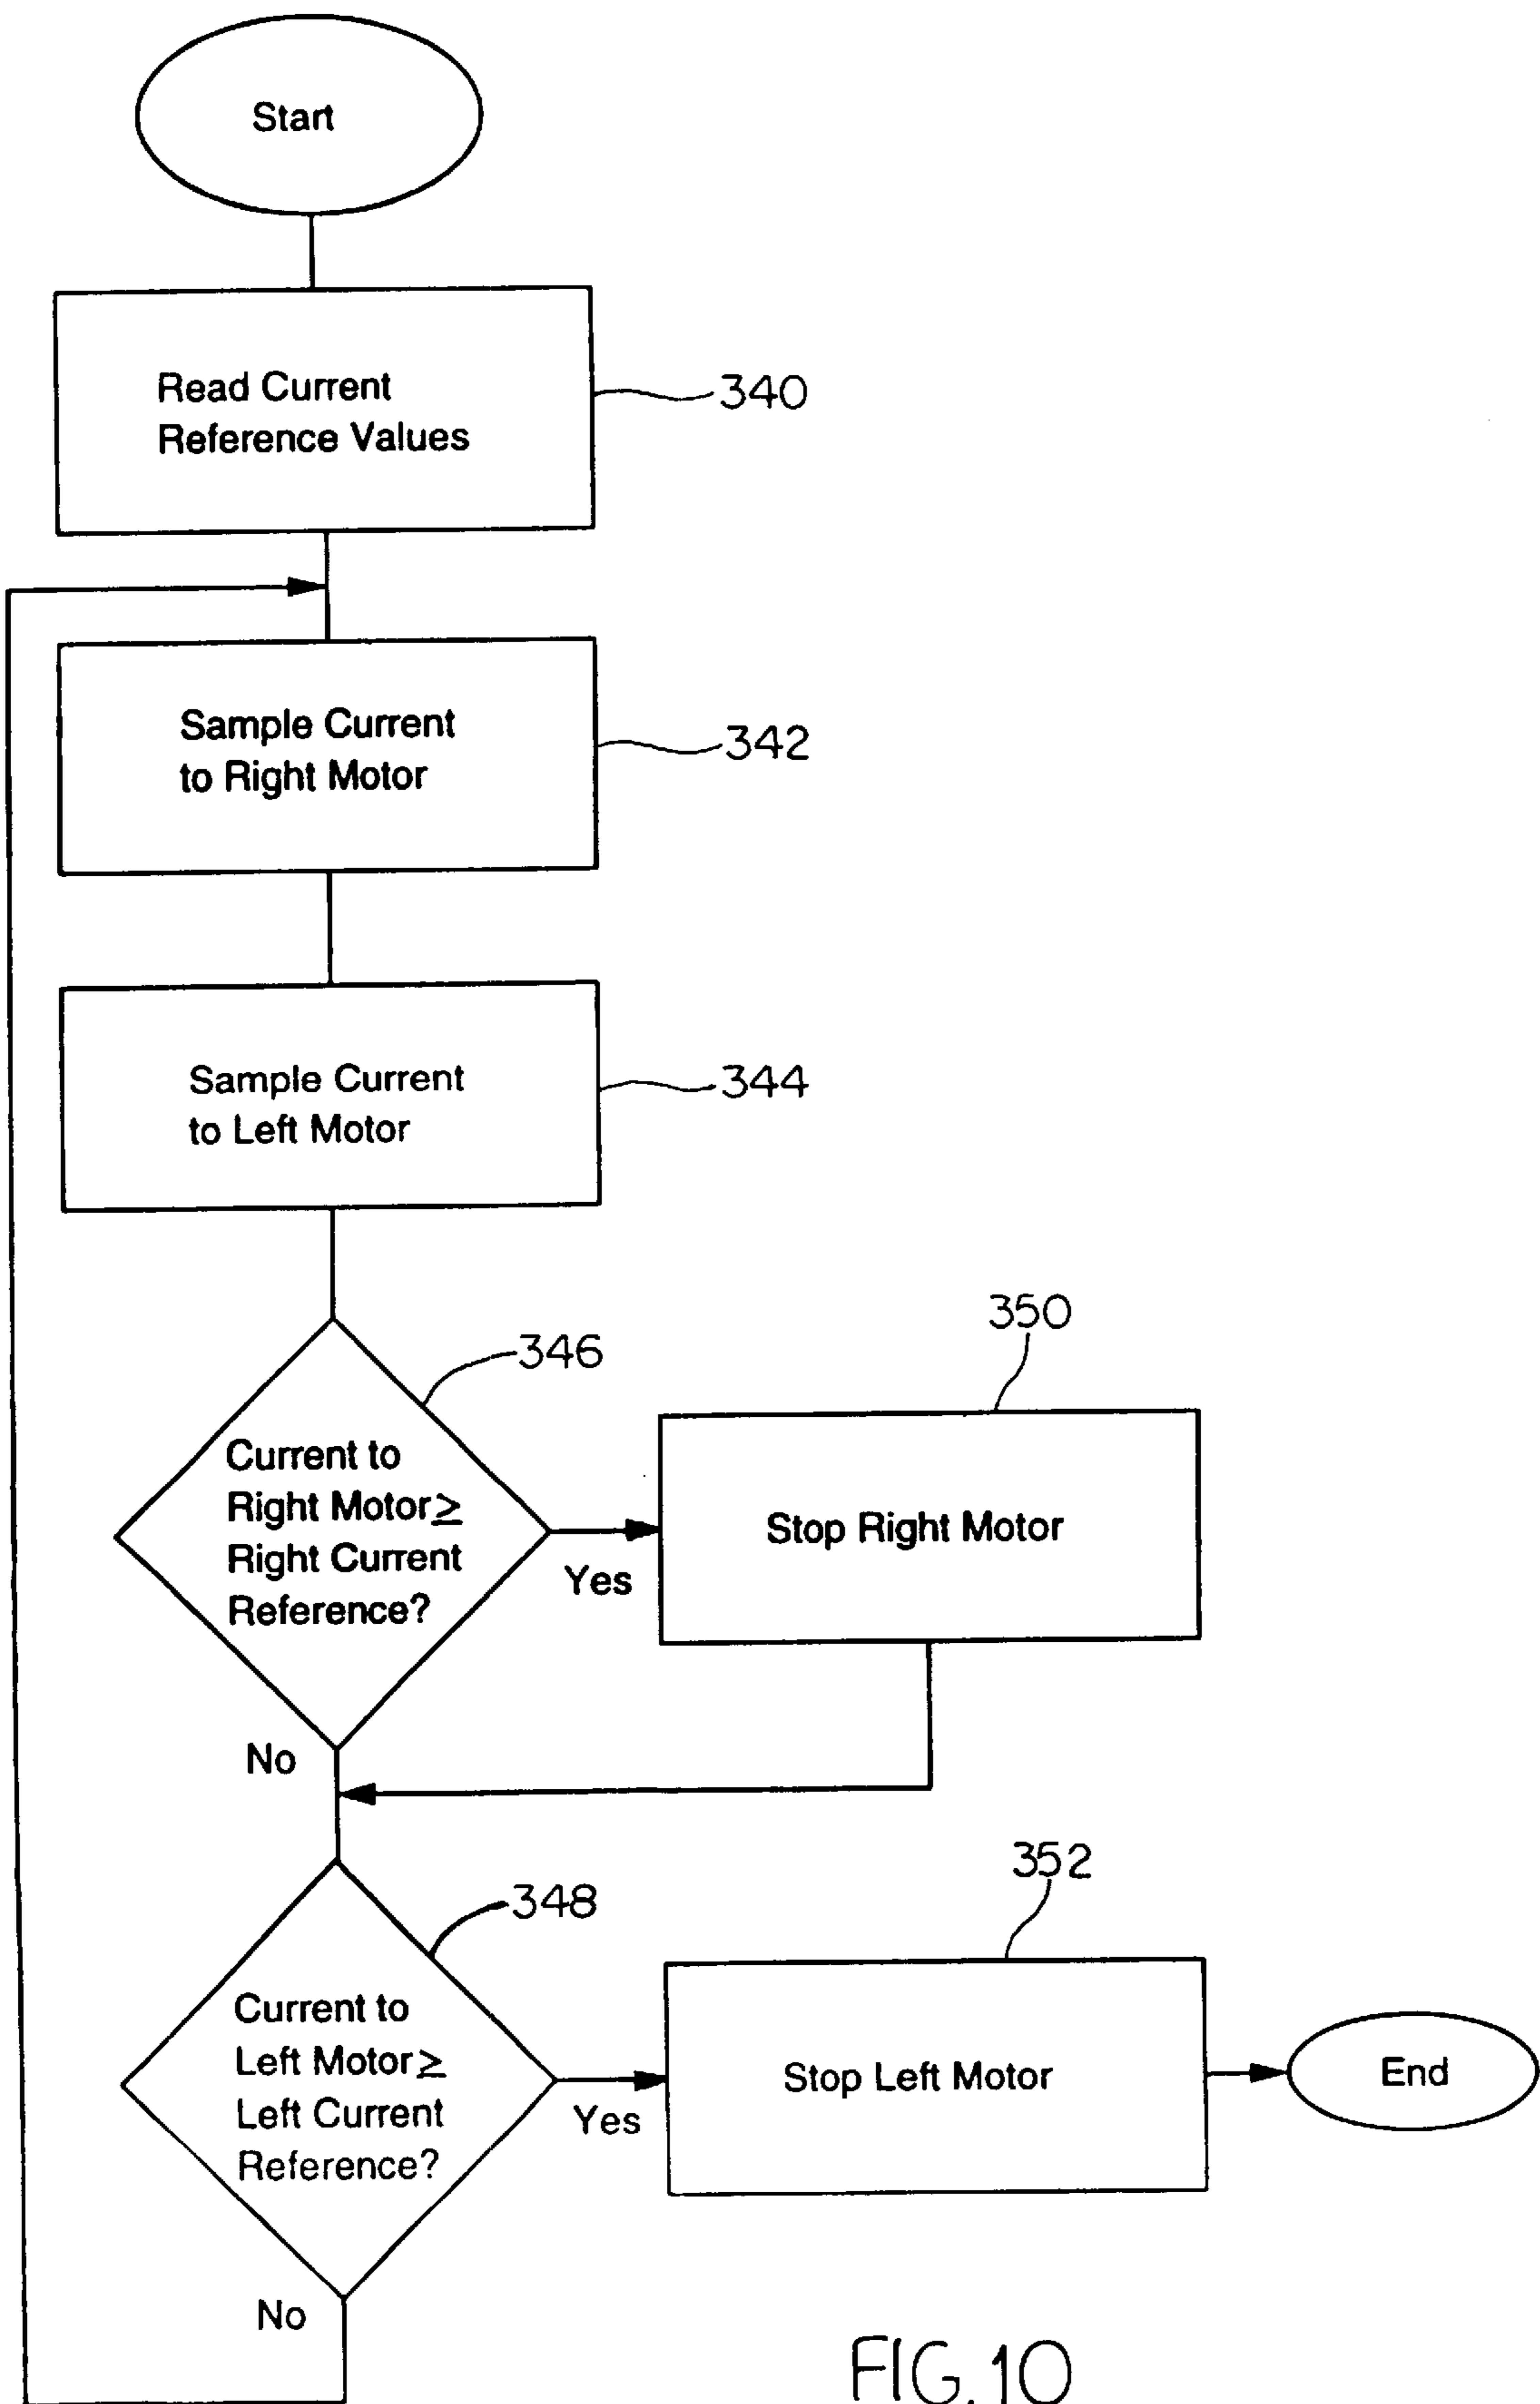 Start
Read Current
Reference Values
340
Sample Current
to Right Motor
342
Sample Current
to Left Motor
344
346
Current to
Right Motor≥
Right Current
Reference?
Yes
350
Stop Right Motor
No
348
Current to
Left Motor≥
Left Current
Reference?
Yes
352
Stop Left Motor
End
No
FIG.10